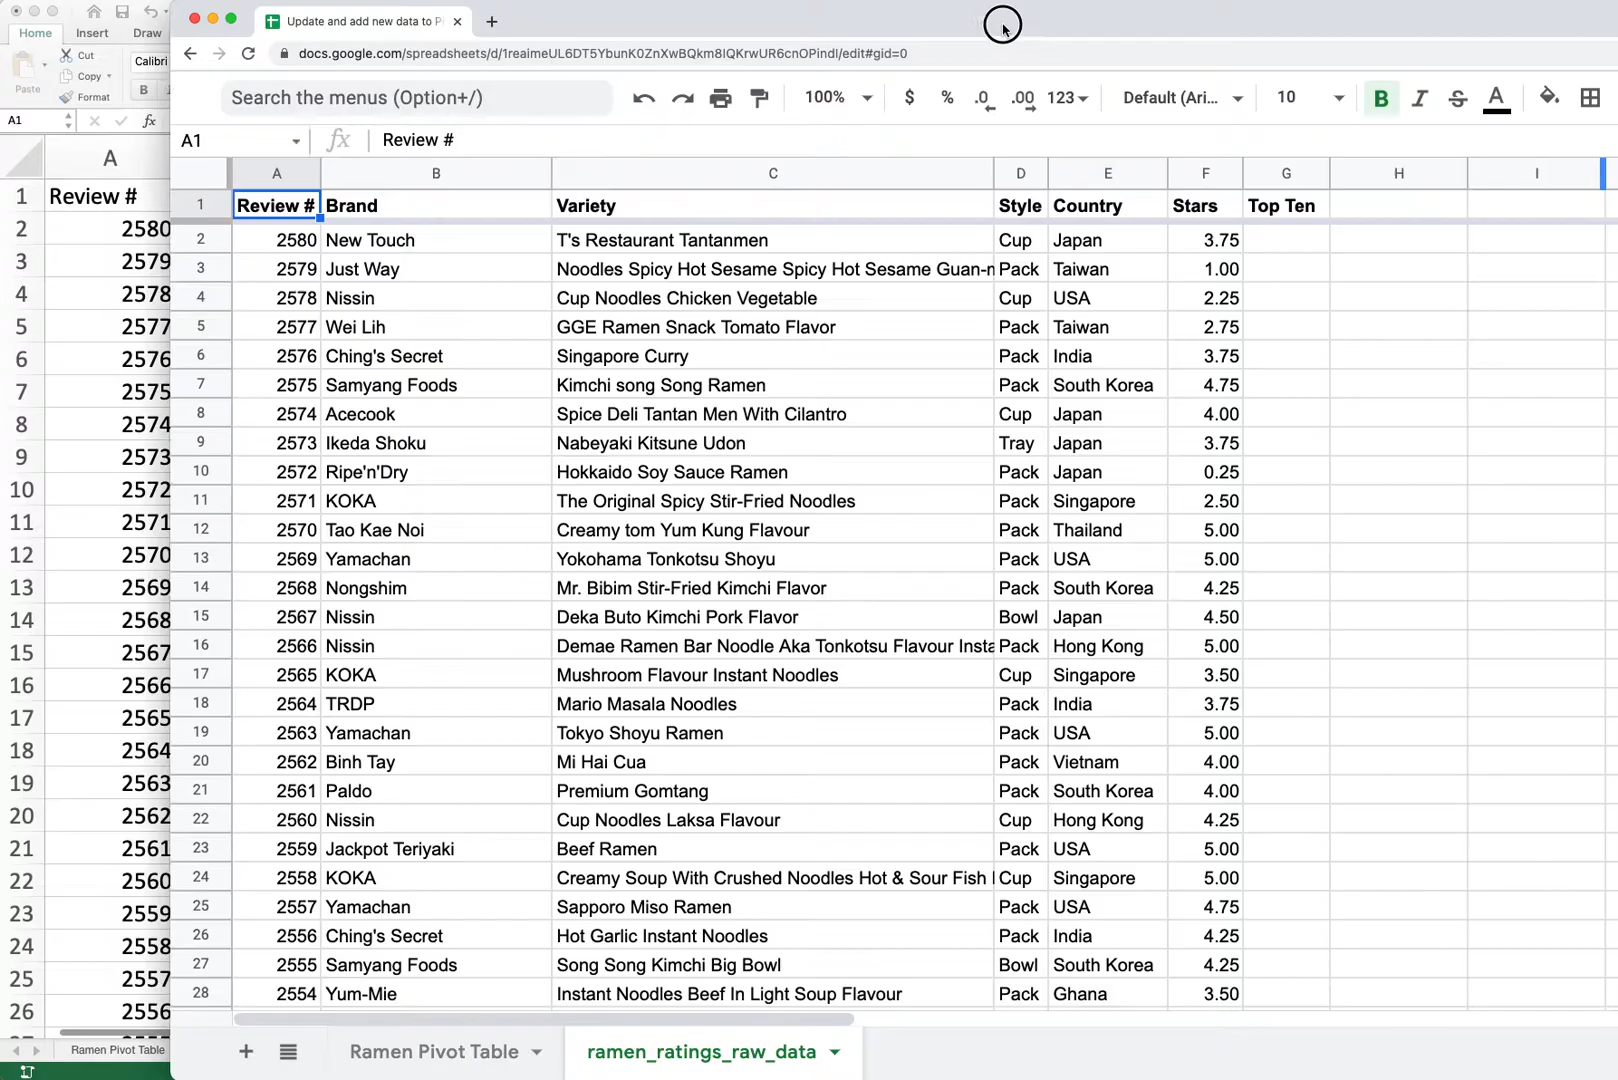 Home Insert Draw
Paste
Cut
Copy
Format
Calibri
B
A1
fx
A
1 Review #
2 2580
3 2579
4 2578
5 2577
6 2576
7 2575
8 2574
9 2573
10 2572
11 2571
12 2570
13 2569
14 2568
15 2567
16 2566
17 2565
18 2564
19 2563
20 2562
21 2561
22 2560
23 2559
24 2558
25 2557
26 2556
Ramen Pivot Table
Update and add new data to Pi
docs.google.com/spreadsheets/d/1reaimeUL6DT5YbunK0ZnXwBQkm8IQKrwUR6cnOPindI/edit#gid=0
Search the menus (Option+/) 100% $ % .0 .00 123 Default (Ari... 10 B I S A
A1 fx Review #
A B C D E F G H I
1 Review # Brand Variety Style Country Stars Top Ten
2 2580 New Touch T's Restaurant Tantanmen Cup Japan 3.75
3 2579 Just Way Noodles Spicy Hot Sesame Spicy Hot Sesame Guan-m Pack Taiwan 1.00
4 2578 Nissin Cup Noodles Chicken Vegetable Cup USA 2.25
5 2577 Wei Lih GGE Ramen Snack Tomato Flavor Pack Taiwan 2.75
6 2576 Ching's Secret Singapore Curry Pack India 3.75
7 2575 Samyang Foods Kimchi song Song Ramen Pack South Korea 4.75
8 2574 Acecook Spice Deli Tantan Men With Cilantro Cup Japan 4.00
9 2573 Ikeda Shoku Nabeyaki Kitsune Udon Tray Japan 3.75
10 2572 Ripe'n'Dry Hokkaido Soy Sauce Ramen Pack Japan 0.25
11 2571 KOKA The Original Spicy Stir-Fried Noodles Pack Singapore 2.50
12 2570 Tao Kae Noi Creamy tom Yum Kung Flavour Pack Thailand 5.00
13 2569 Yamachan Yokohama Tonkotsu Shoyu Pack USA 5.00
14 2568 Nongshim Mr. Bibim Stir-Fried Kimchi Flavor Pack South Korea 4.25
15 2567 Nissin Deka Buto Kimchi Pork Flavor Bowl Japan 4.50
16 2566 Nissin Demae Ramen Bar Noodle Aka Tonkotsu Flavour Insta Pack Hong Kong 5.00
17 2565 KOKA Mushroom Flavour Instant Noodles Cup Singapore 3.50
18 2564 TRDP Mario Masala Noodles Pack India 3.75
19 2563 Yamachan Tokyo Shoyu Ramen Pack USA 5.00
20 2562 Binh Tay Mi Hai Cua Pack Vietnam 4.00
21 2561 Paldo Premium Gomtang Pack South Korea 4.00
22 2560 Nissin Cup Noodles Laksa Flavour Cup Hong Kong 4.25
23 2559 Jackpot Teriyaki Beef Ramen Pack USA 5.00
24 2558 KOKA Creamy Soup With Crushed Noodles Hot & Sour Fish Cup Singapore 5.00
25 2557 Yamachan Sapporo Miso Ramen Pack USA 4.75
26 2556 Ching's Secret Hot Garlic Instant Noodles Pack India 4.25
27 2555 Samyang Foods Song Song Kimchi Big Bowl Bowl South Korea 4.25
28 2554 Yum-Mie Instant Noodles Beef In Light Soup Flavour Pack Ghana 3.50
Ramen Pivot Table ramen_ratings_raw_data